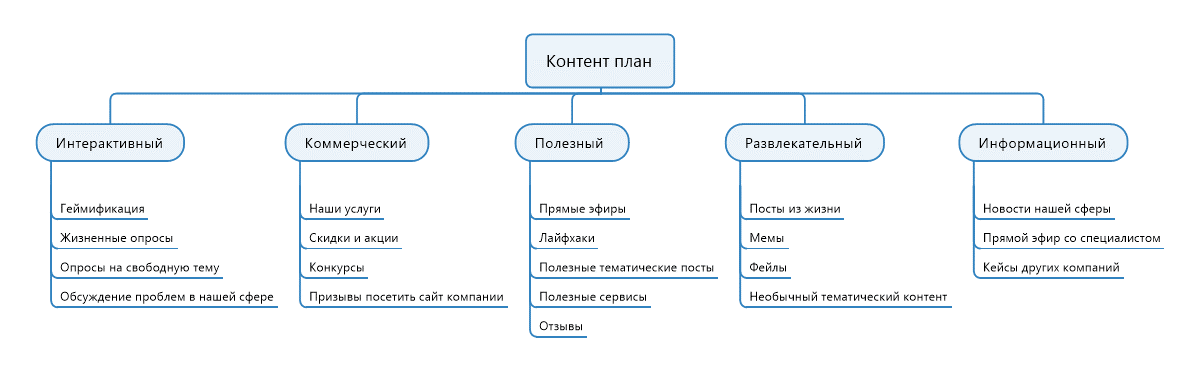 Контент план
Интерактивный
Коммерческий
Полезный
Развлекательный
Информационный
Геймификация
Жизненные опросы
Опросы на свободную тему
Обсуждение проблем в нашей сфере
Наши услуги
Скидки и акции
Конкурсы
Призывы посетить сайт компании
Прямые эфиры
Лайфхаки
Полезные тематические посты
Полезные сервисы
Отзывы
Посты из жизни
Мемы
Фейлы
Необычный тематический контент
Новости нашей сферы
Прямой эфир со специалистом
Кейсы других компаний